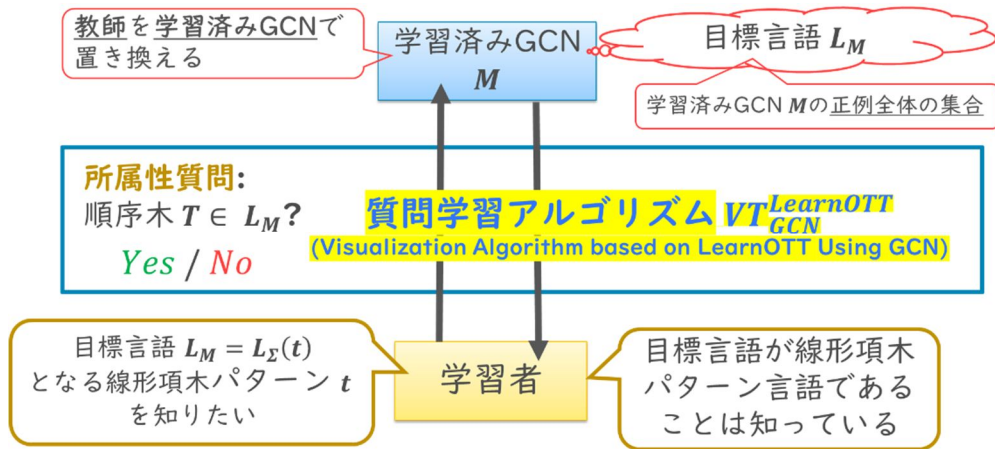 教師を学習済みGCNで
置き換える
学習済みGCN
M
目標言語 L_M
学習済みGCN Mの正例全体の集合
所属性質問:
順序木 T ∈ L_M?
Yes / No
質問学習アルゴリズム VT_{GCN}^{LearnOTT}
(Visualization Algorithm based on LearnOTT Using GCN)
目標言語 L_M = L_Σ(t)
となる線形項木パターン t
を知りたい
学習者
目標言語が線形項木
パターン言語である
ことは知っている